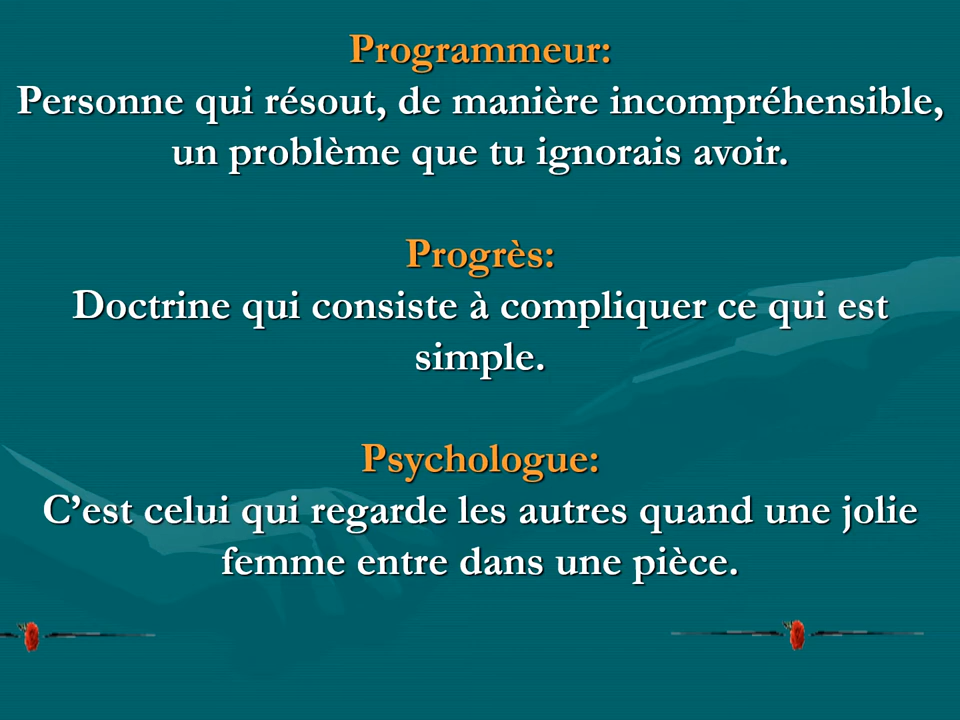 Programmeur:
Personne qui résout, de manière incompréhensible,
un problème que tu ignorais avoir.
Progrès:
Doctrine qui consiste à compliquer ce qui est
simple.
Psychologue:
C’est celui qui regarde les autres quand une jolie
femme entre dans une pièce.